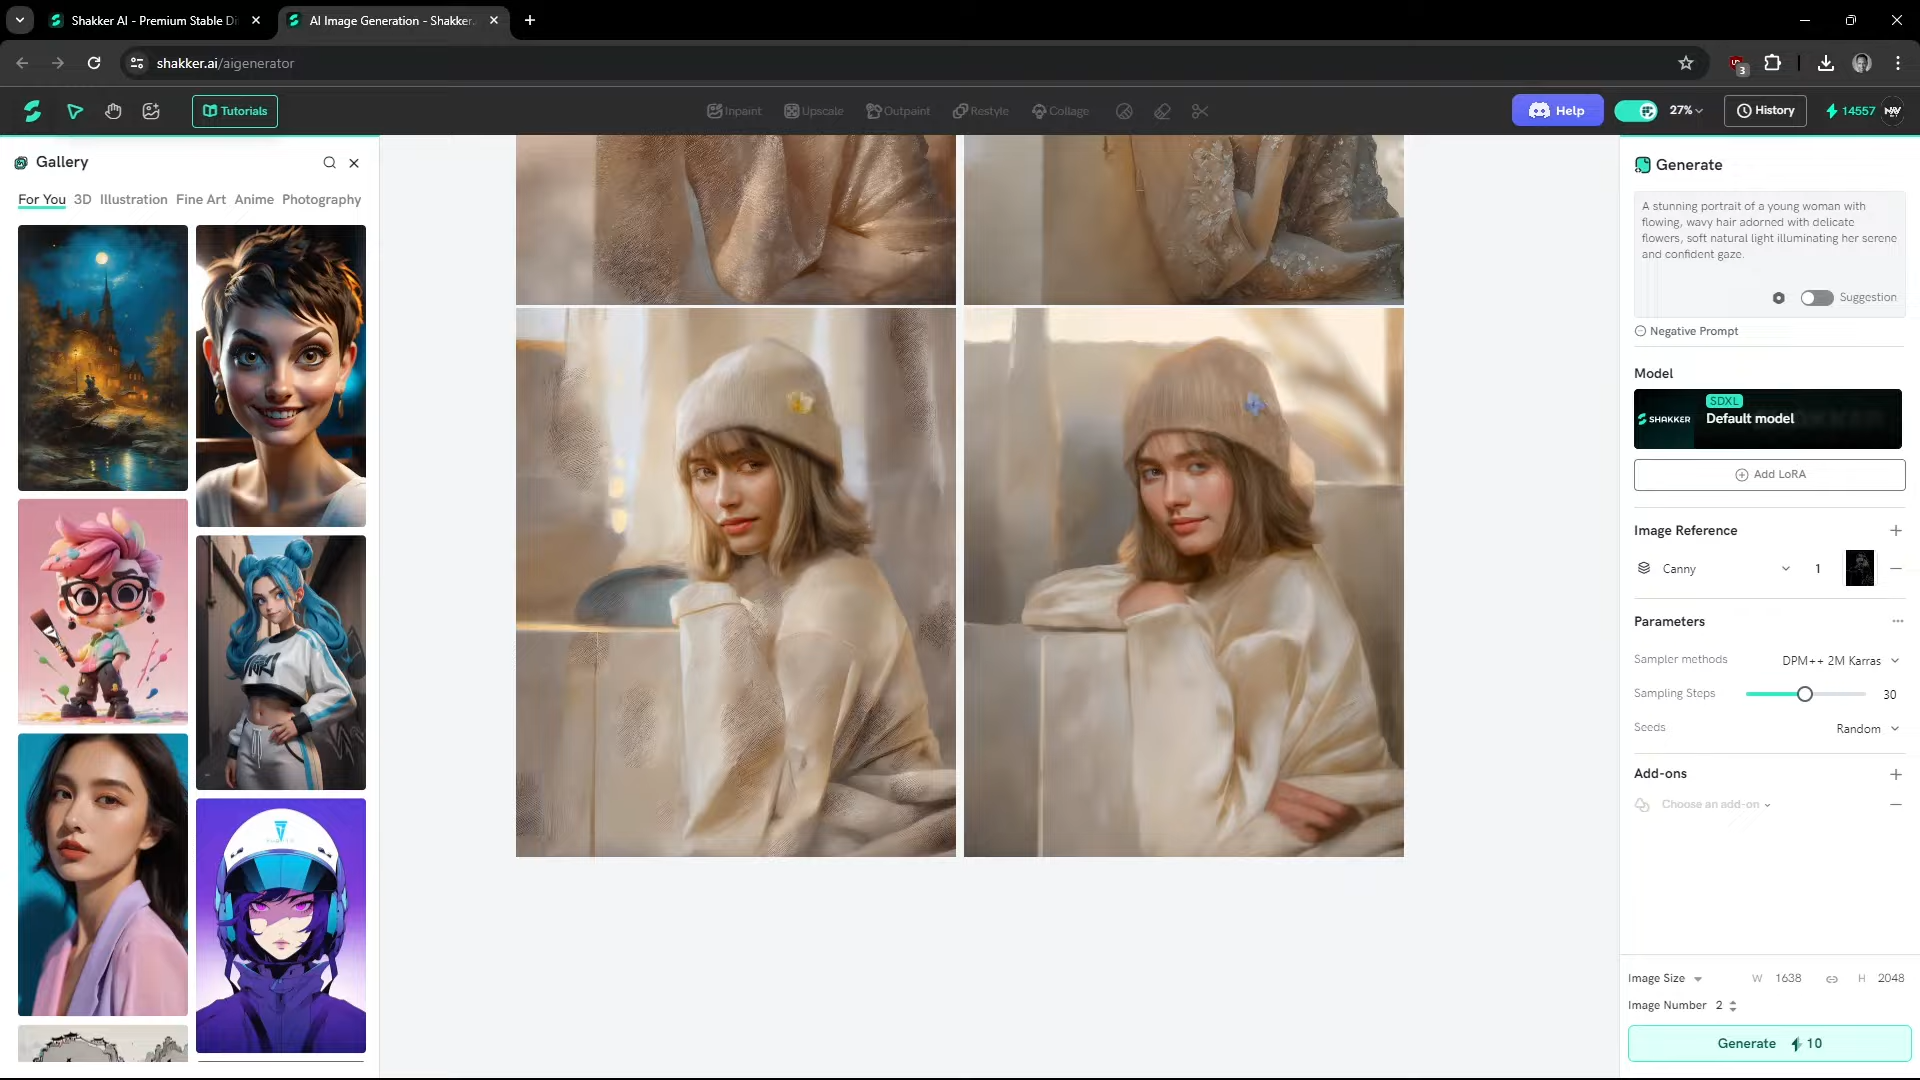 Shakker AI - Premium Stable Di
AI Image Generation - Shakker.
shakker.ai/aigenerator
3
Tutorials
Inpaint
Upscale
Outpaint
Restyle
Collage
Help
27%
History
14557
Gallery
For You
3D
Illustration
Fine Art
Anime
Photography
Generate
A stunning portrait of a young woman with
flowing, wavy hair adorned with delicate
flowers, soft natural light illuminating her serene
and confident gaze.
Suggestion
Negative Prompt
Model
SHAKKER
SDXL
Default model
Add LoRA
Image Reference
Canny
1
Parameters
Sampler methods
DPM++ 2M Karras
Sampling Steps
30
Seeds
Random
Add-ons
Choose an add-on
Image Size
W 1638
H 2048
Image Number 2
Generate
10